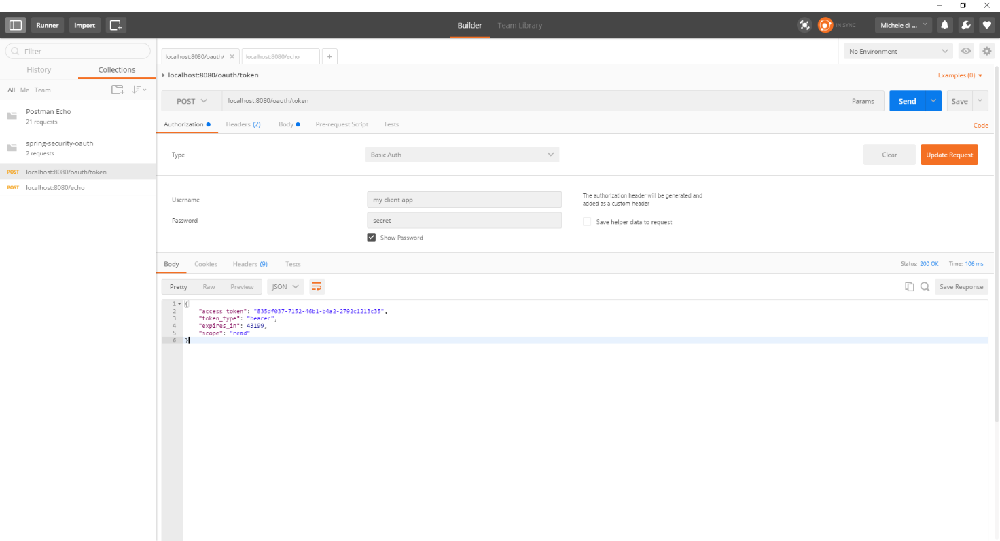 Runner Import Builder Team Library IN SYNC Michele di ...
Filter
History Collections
All Me Team
Postman Echo
21 requests
spring-security-oauth
2 requests
POST localhost:8080/oauth/token
POST localhost:8080/echo
localhost:8080/oauth/ localhost:8080/echo + No Environment
localhost:8080/oauth/token Examples (0)
POST localhost:8080/oauth/token Params Send Save
Authorization Headers (2) Body Pre-request Script Tests Code
Type Basic Auth Clear Update Request
Username my-client-app
The authorization header will be generated and
added as a custom header
Password secret
Save helper data to request
Show Password
Body Cookies Headers (9) Tests Status: 200 OK Time: 106 ms
Pretty Raw Preview JSON Save Response
1 {
2 "access_token": "835df037-7152-46b1-b4a2-2792c1213c35",
3 "token_type": "bearer",
4 "expires_in": 43199,
5 "scope": "read"
6 }